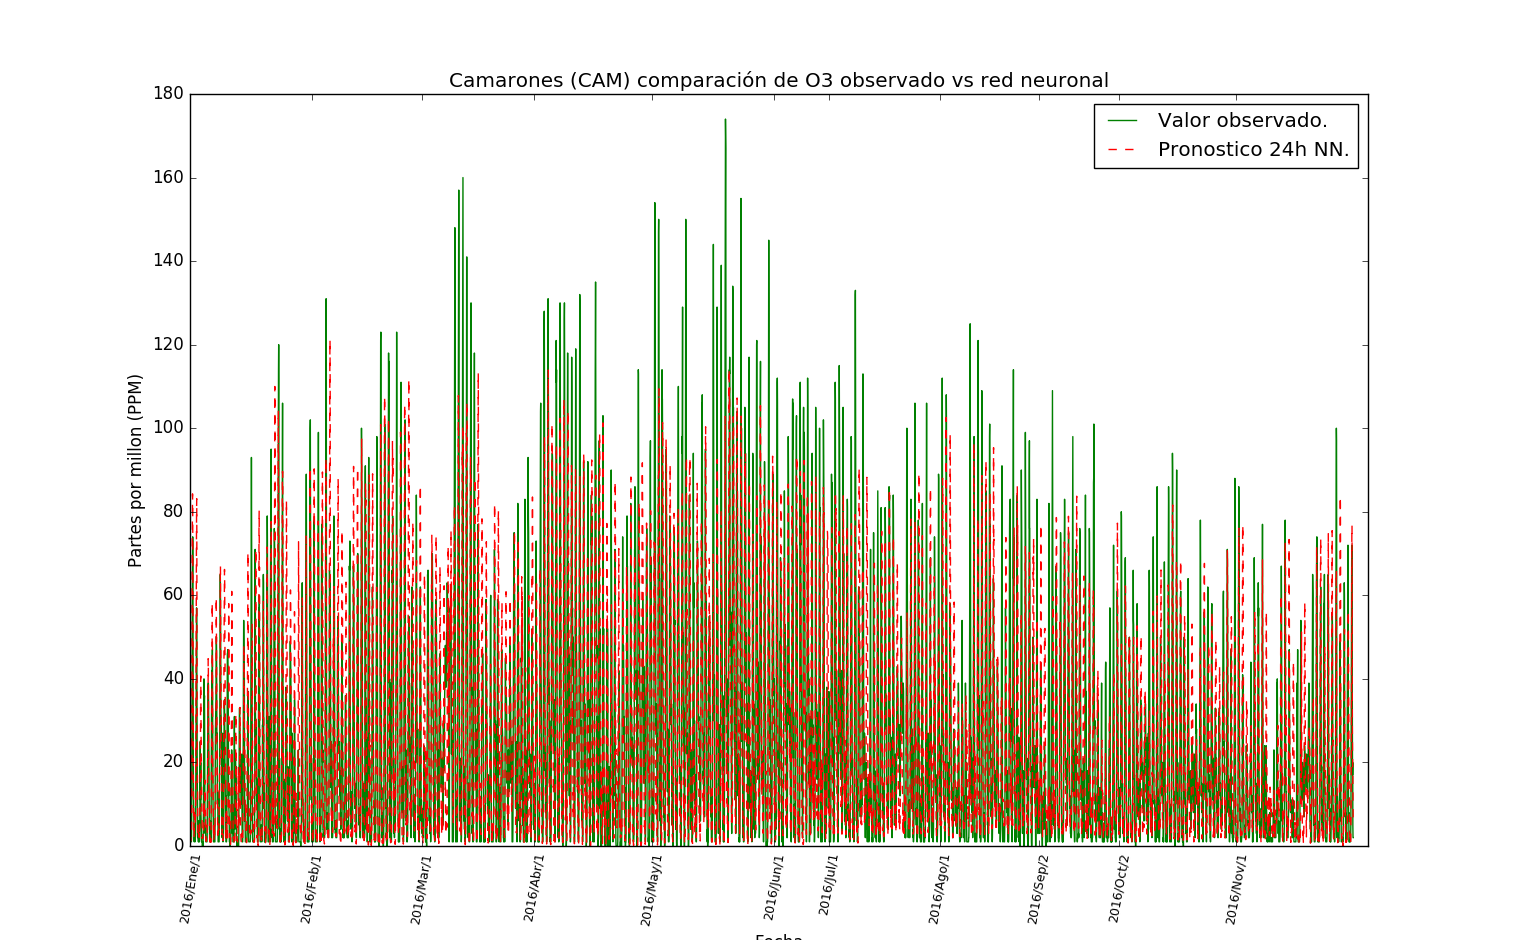 Camarones (CAM) comparación de O3 observado vs red neuronal
Valor observado.
Pronostico 24h NN.
Partes por millon (PPM)
180
160
140
120
100
80
60
40
20
0
2016/Ene/1
2016/Feb/1
2016/Mar/1
2016/Abr/1
2016/May/1
2016/Jun/1
2016/Jul/1
2016/Ago/1
2016/Sep/2
2016/Oct/2
2016/Nov/1
Fecha